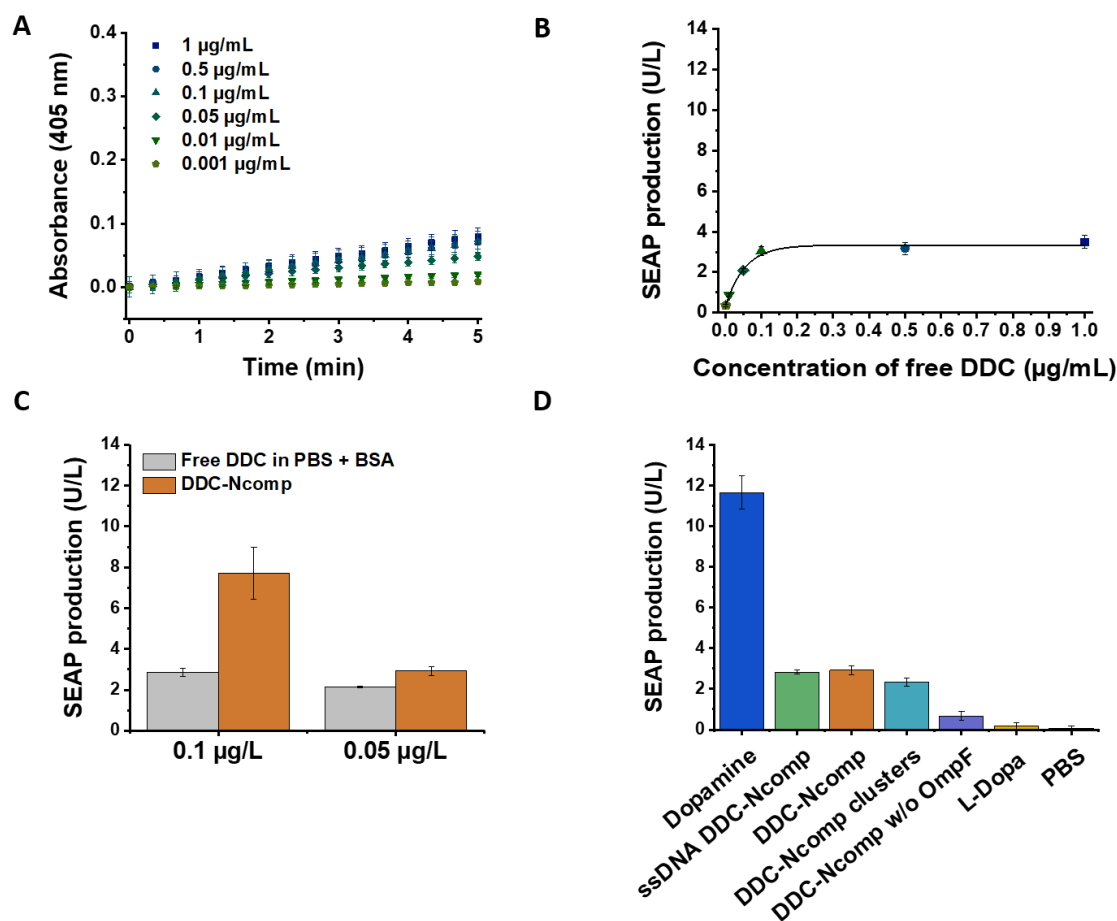 A
0.4
0.3
0.2
0.1
0.0
Absorbance (405 nm)
1 µg/mL
0.5 µg/mL
0.1 µg/mL
0.05 µg/mL
0.01 µg/mL
0.001 µg/mL
0 1 2 3 4 5
Time (min)
B
14
12
10
8
6
4
2
0
SEAP production (U/L)
0.0 0.1 0.2 0.3 0.4 0.5 0.6 0.7 0.8 0.9 1.0
Concentration of free DDC (µg/mL)
C
14
12
10
8
6
4
2
0
SEAP production (U/L)
Free DDC in PBS + BSA
DDC-Ncomp
0.1 µg/L 0.05 µg/L
D
14
12
10
8
6
4
2
0
SEAP production (U/L)
Dopamine
ssDNA DDC-Ncomp
DDC-Ncomp
DDC-Ncomp clusters
DDC-Ncomp w/o OmpF
L-Dopa
PBS